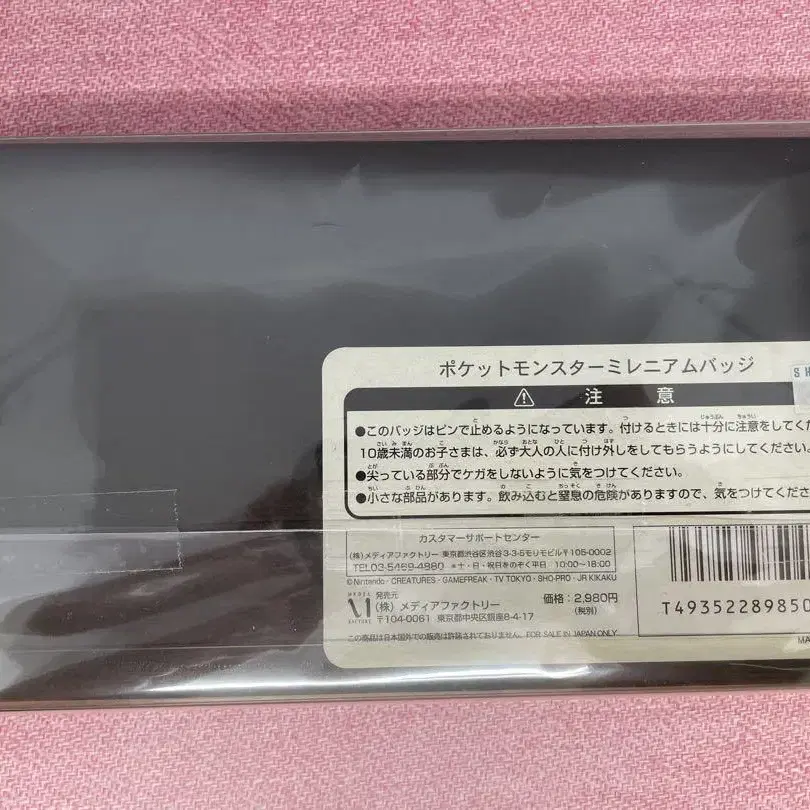 ポケットモンスターミレニアムバッジ
注意
●このバッジはピンで止めるようになっています。付けるときには十分に注意をしてくだ
10歳未満のお子さまは、必ず大人の人に付け外しをしてもらうようにしてください。
●尖っている部分でケガをしないように気をつけてください。
●小さな部品があります。飲み込むと窒息の危険がありますので、気をつけてくださ
カスタマーサポートセンター
(株)メディアファクトリー 東京都渋谷区渋谷3-3-5モリモビル〒105-0002
TEL03-5469-4880 *土・日・祝日をのぞく平日 10:00〜18:00
©Nintendo・CREATURES・GAMEFREAK・TV TOKYO・SHO-PRO・JR KIKAKU
MEDIA FACTORY
発売元
(株)メディアファクトリー
〒104-0061 東京都中央区銀座8-4-17
価格:2,980円
(税別)
この商品は日本国外での販売は許諾されておりません。FOR SALE IN JAPAN ONLY
T49352289850
MA
S H